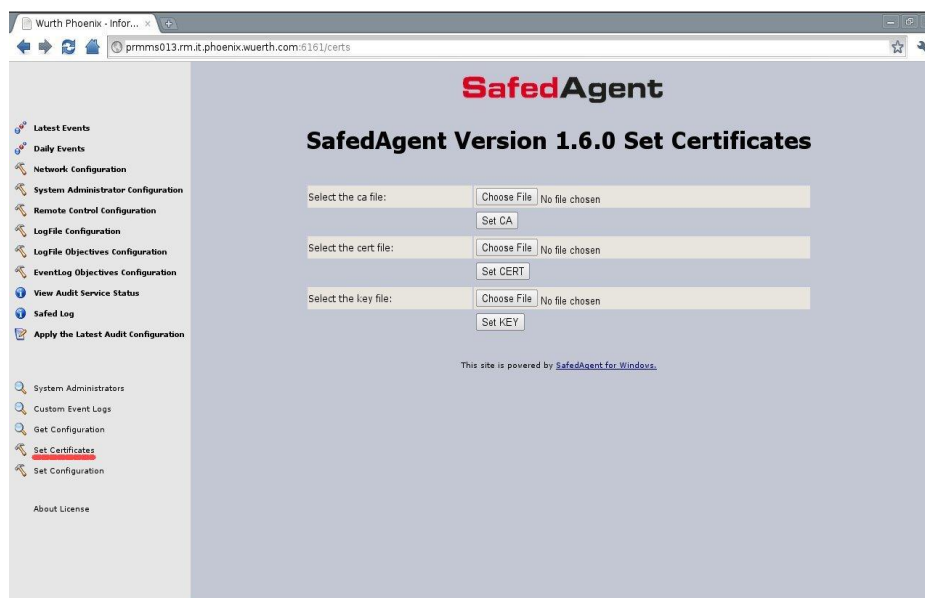 Wurth Phoenix - Infor...
prmms013.rm.it.phoenix.wuerth.com:6161/certs
SafedAgent
SafedAgent Version 1.6.0 Set Certificates
Latest Events
Daily Events
Network Configuration
System Administrator Configuration
Remote Control Configuration
LogFile Configuration
LogFile Objectives Configuration
EventLog Objectives Configuration
View Audit Service Status
Safed Log
Apply the Latest Audit Configuration
System Administrators
Custom Event Logs
Get Configuration
Set Certificates
Set Configuration
About License
Select the ca file: Choose File No file chosen
Set CA
Select the cert file: Choose File No file chosen
Set CERT
Select the key file: Choose File No file chosen
Set KEY
This site is powered by SafedAgent for Windows.